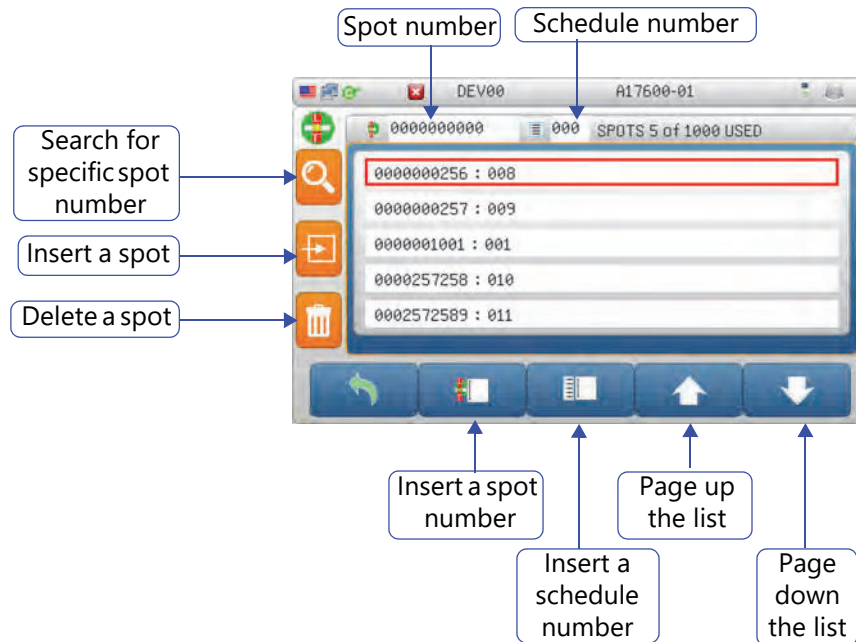 Spot number
Schedule number
DEV00
A17600-01
0000000000
000
SPOTS 5 of 1000 USED
Search for
specific spot
number
0000000256 : 008
0000000257 : 009
Insert a spot
0000001001 : 001
0000257258 : 010
Delete a spot
0002572589 : 011
Insert a spot
number
Page up
the list
Insert a
schedule
number
Page
down
the list